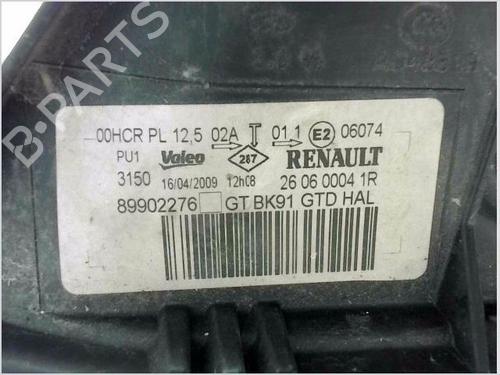 B-PARTS
00HCR PL 12,5 02A T 01 1 E2 06074
PU1 Valeo 287 RENAULT
3150 16/04/2009 12h08 26 06 0004 1R
89902276 GT BK91 GTD HAL